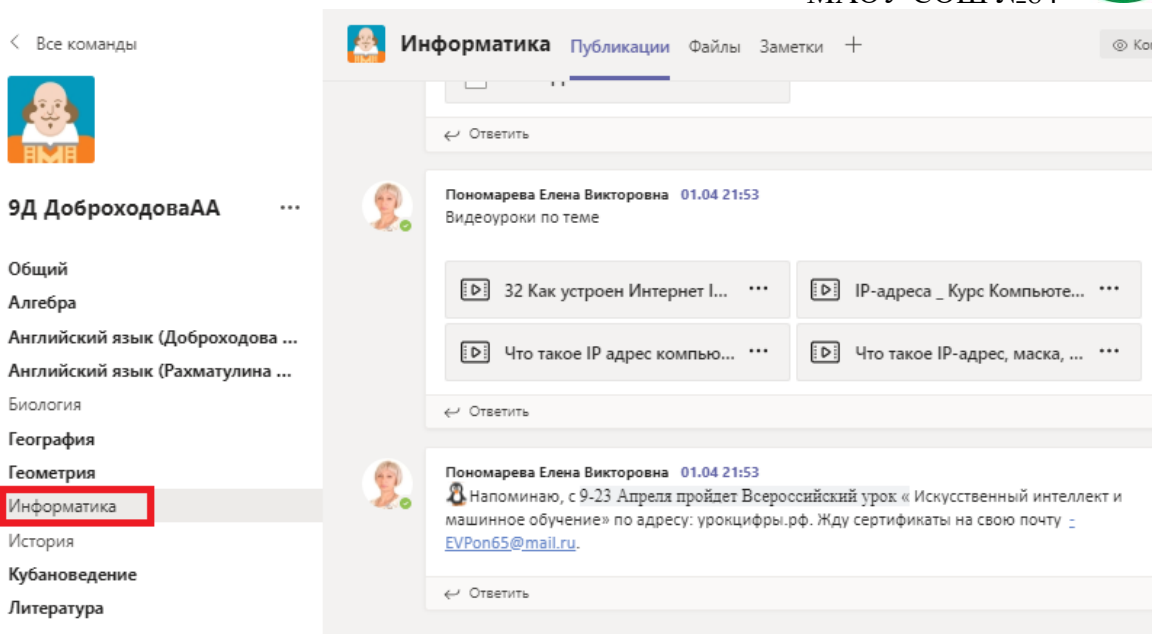 Все команды
9Д ДоброходоваАА ...
Общий
Алгебра
Английский язык (Доброходова ...
Английский язык (Рахматулина ...
Биология
География
Геометрия
Информатика
История
Кубановедение
Литература
Информатика Публикации Файлы Заметки +
Ответить
Пономарева Елена Викторовна 01.04 21:53
Видеоуроки по теме
32 Как устроен Интернет I... ...
IP-адреса _ Курс Компьюте... ...
Что такое IP адрес компью... ...
Что такое IP-адрес, маска, ... ...
Ответить
Пономарева Елена Викторовна 01.04 21:53
Напоминаю, с 9-23 Апреля пройдет Всероссийский урок « Искусственный интеллект и
машинное обучение» по адресу: урокцифры.рф. Жду сертификаты на свою почту -
EVPon65@mail.ru.
Ответить